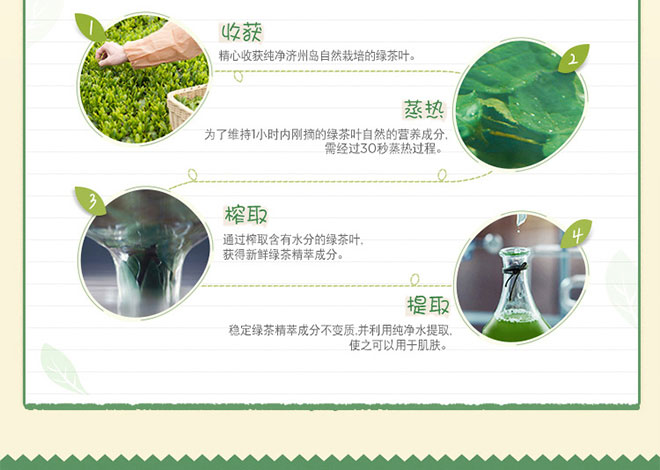 1
收获
精心收获纯净济州岛自然栽培的绿茶叶。
2
蒸热
为了维持1小时内刚摘的绿茶叶自然的营养成分,
需经过30秒蒸热过程。
3
榨取
通过榨取含有水分的绿茶叶,
获得新鲜绿茶精萃成分。
4
提取
稳定绿茶精萃成分不变质,并利用纯净水提取,
使之可以用于肌肤。